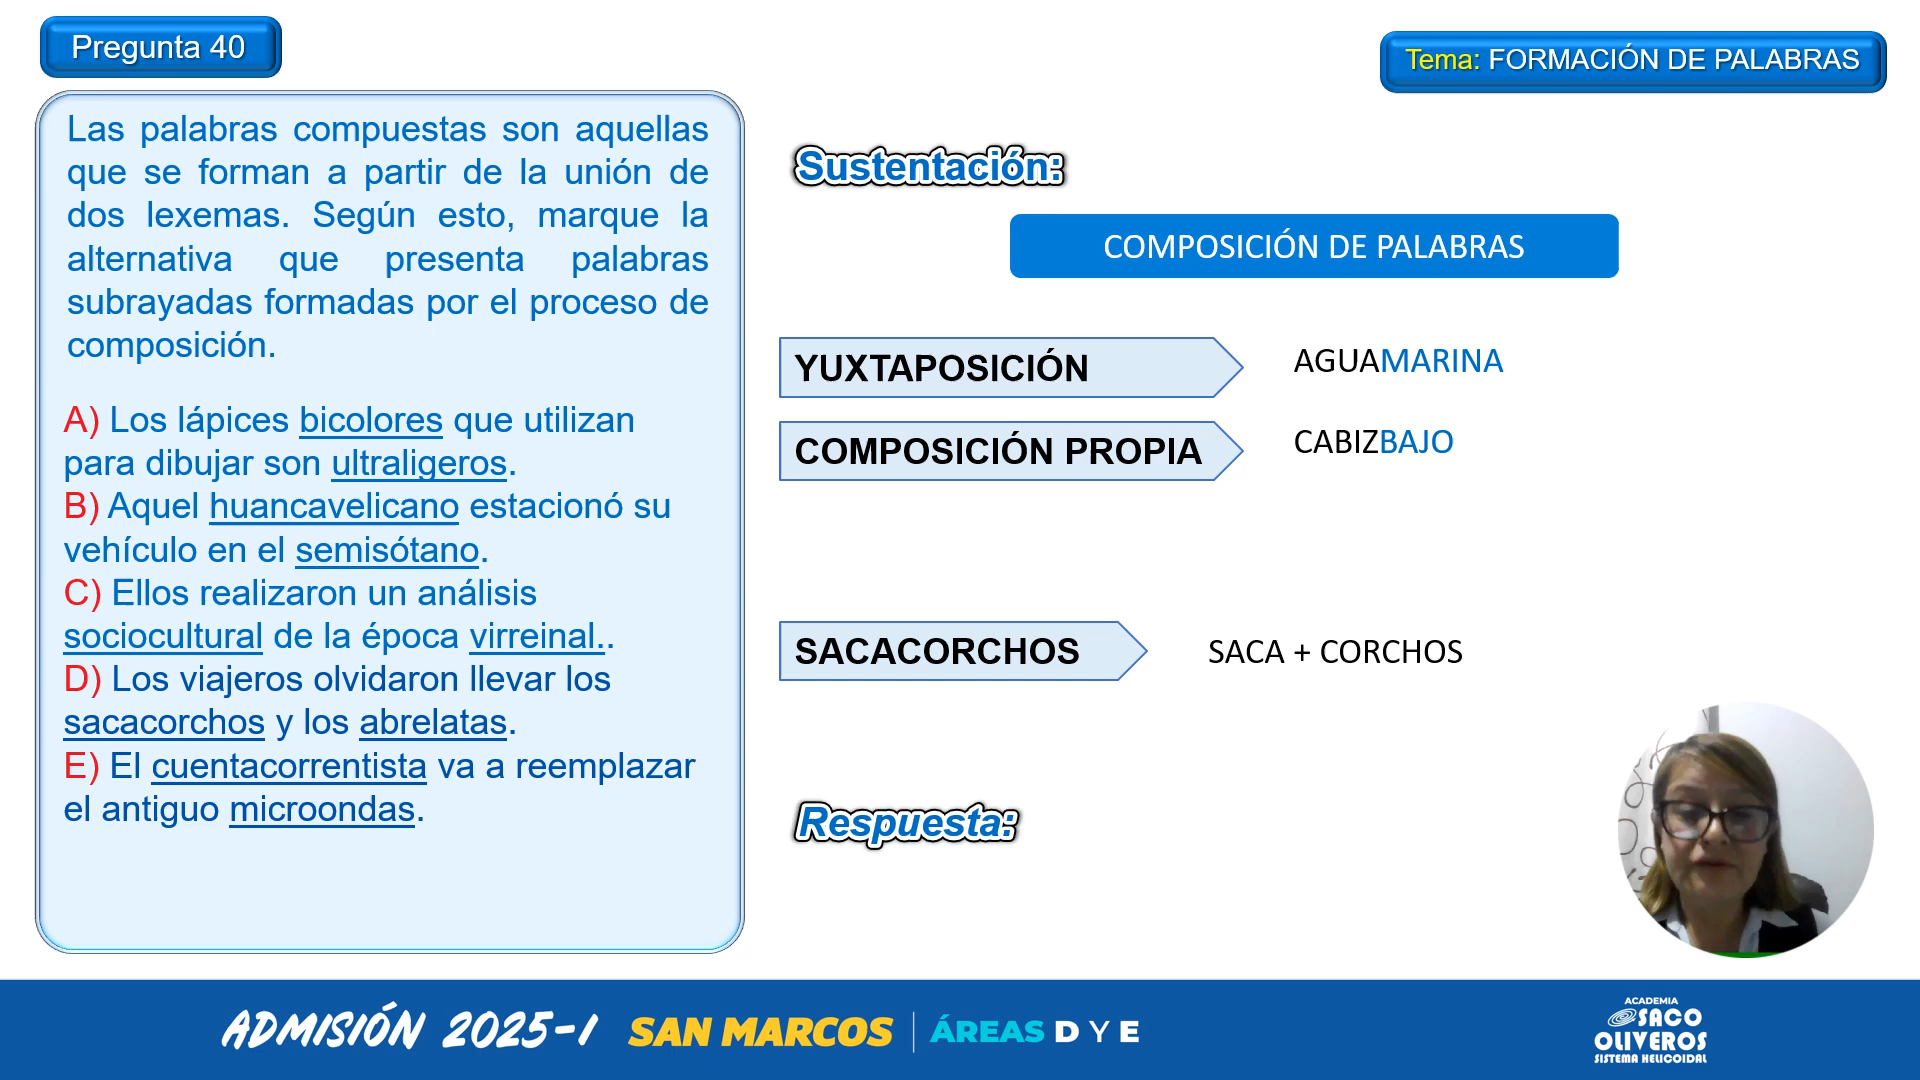 Pregunta 40
Tema: FORMACIÓN DE PALABRAS
Las palabras compuestas son aquellas
que se forman a partir de la unión de
dos lexemas. Según esto, marque la
alternativa que presenta palabras
subrayadas formadas por el proceso de
composición.
A) Los lápices bicolores que utilizan
para dibujar son ultraligeros.
B) Aquel huancavelicano estacionó su
vehículo en el semisótano.
C) Ellos realizaron un análisis
sociocultural de la época virreinal..
D) Los viajeros olvidaron llevar los
sacacorchos y los abrelatas.
E) El cuentacorrentista va a reemplazar
el antiguo microondas.
Sustentación:
COMPOSICIÓN DE PALABRAS
YUXTAPOSICIÓN
AGUAMARINA
COMPOSICIÓN PROPIA
CABIZBAJO
SACACORCHOS
SACA + CORCHOS
Respuesta:
ADMISIÓN 2025-I SAN MARCOS | ÁREAS D Y E
ACADEMIA
SACO
OLIVEROS
SISTEMA HELICOIDAL